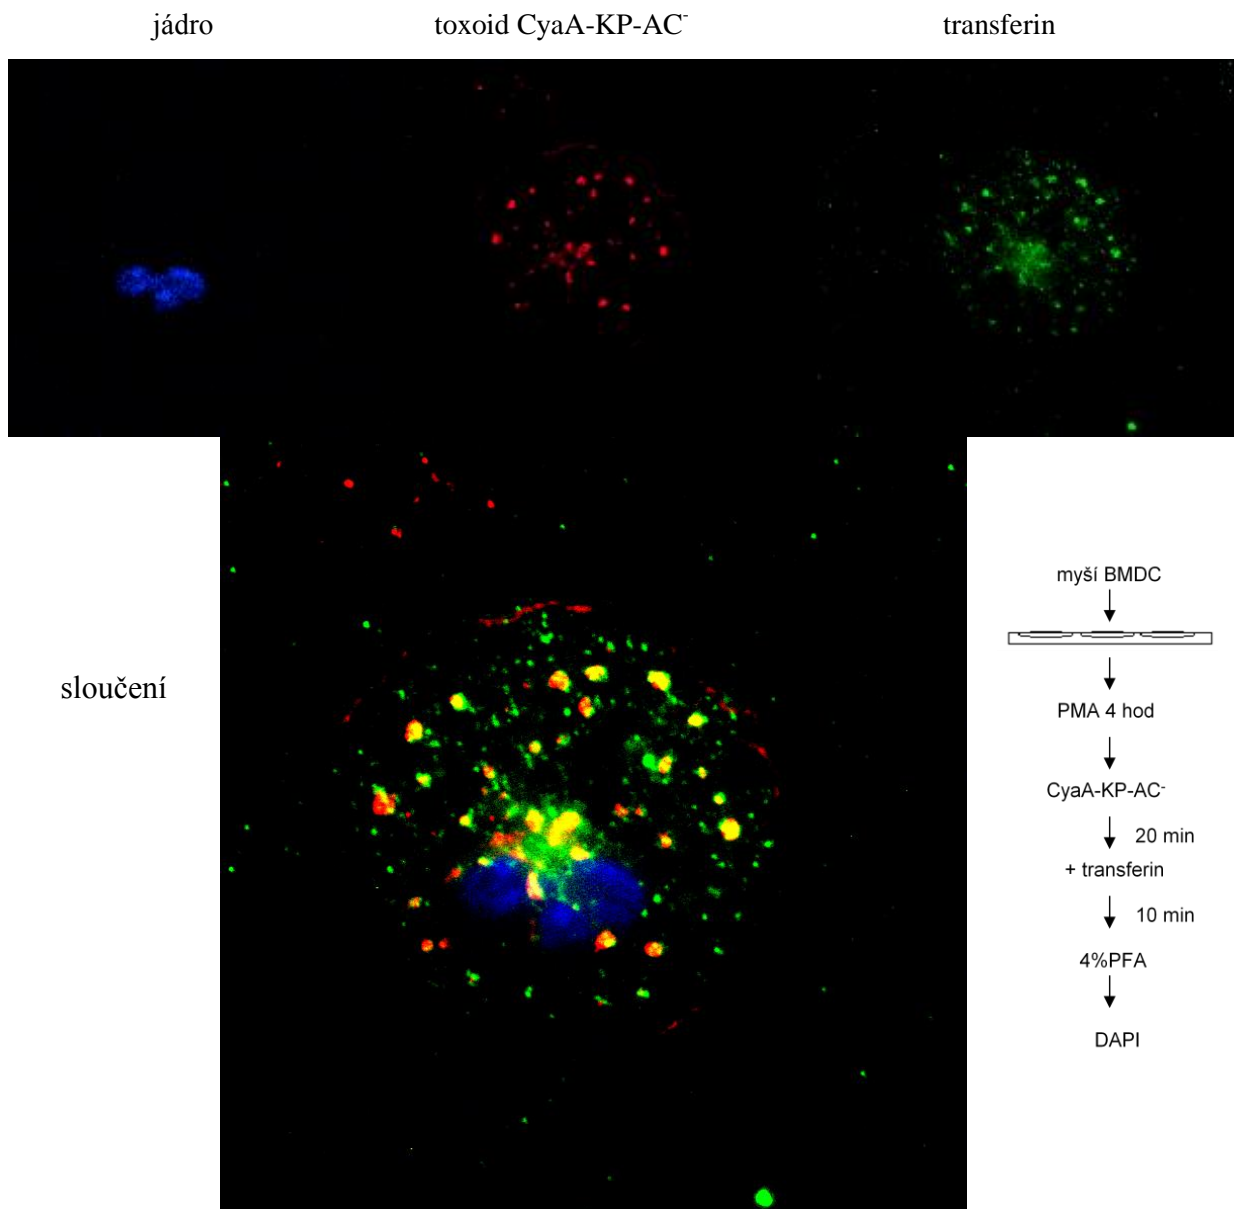 jádro toxoid CyaA-KP-AC⁻ transferin
sloučení
myší BMDC
PMA 4 hod
CyaA-KP-AC⁻
20 min
+ transferin
10 min
4%PFA
DAPI